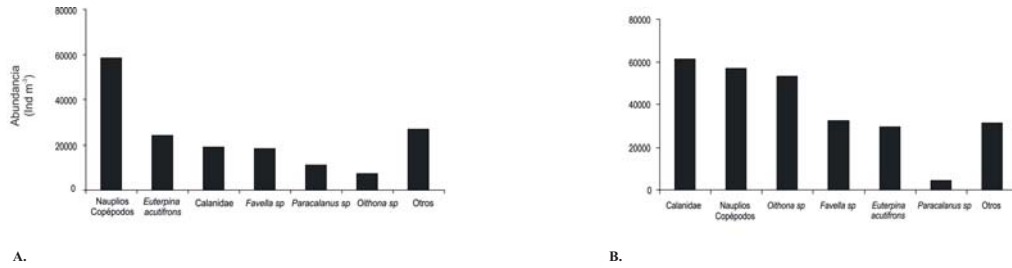 80000
60000
40000
20000
0
Abundancia
(Ind m-3)
Nauplios
Copépodos
Euterpina
acutifrons
Calanidae
Favella sp
Paracalanus sp
Oithona sp
Otros
A.
80000
60000
40000
20000
0
Calanidae
Nauplios
Copépodos
Oithona sp
Favella sp
Euterpina
acutifrons
Paracalanus sp
Otros
B.